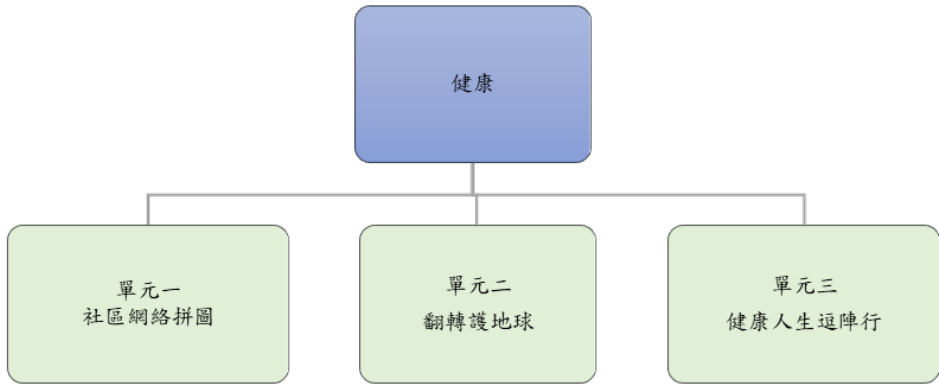 健康
單元一
社區網絡拼圖
單元二
翻轉護地球
單元三
健康人生逗陣行